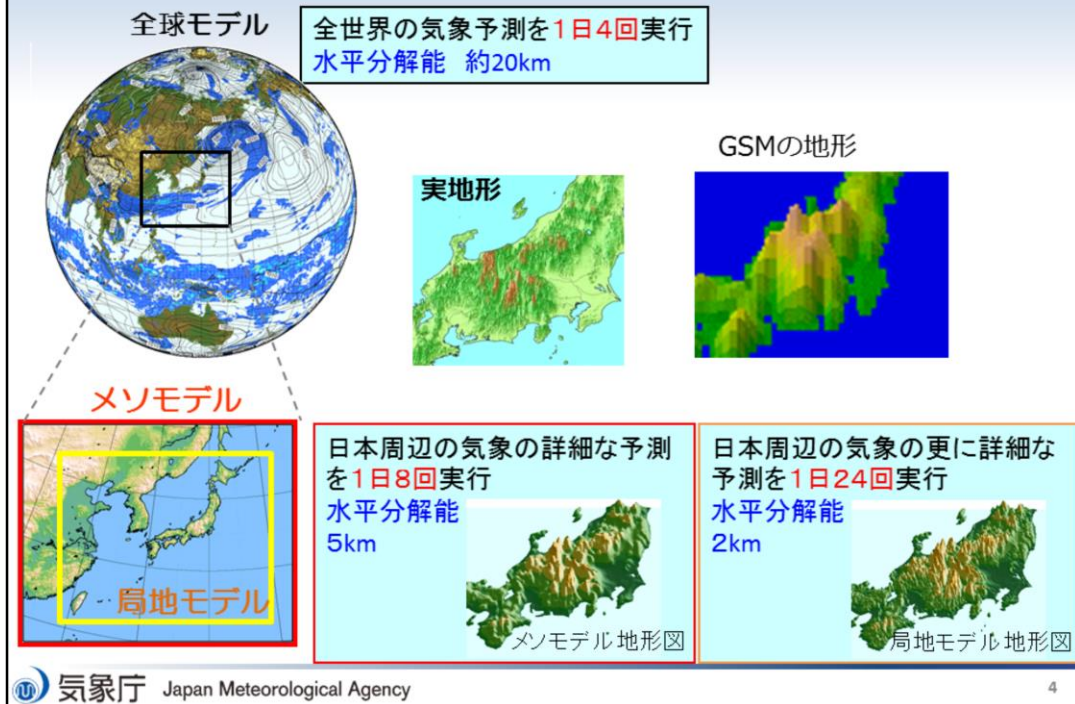 全球モデル
全世界の気象予測を1日4回実行
水平分解能 約20km
GSMの地形
実地形
メソモデル
局地モデル
日本周辺の気象の詳細な予測
を1日8回実行
水平分解能
5km
メソモデル地形図
日本周辺の気象の更に詳細な
予測を1日24回実行
水平分解能
2km
局地モデル地形図
気象庁 Japan Meteorological Agency
4